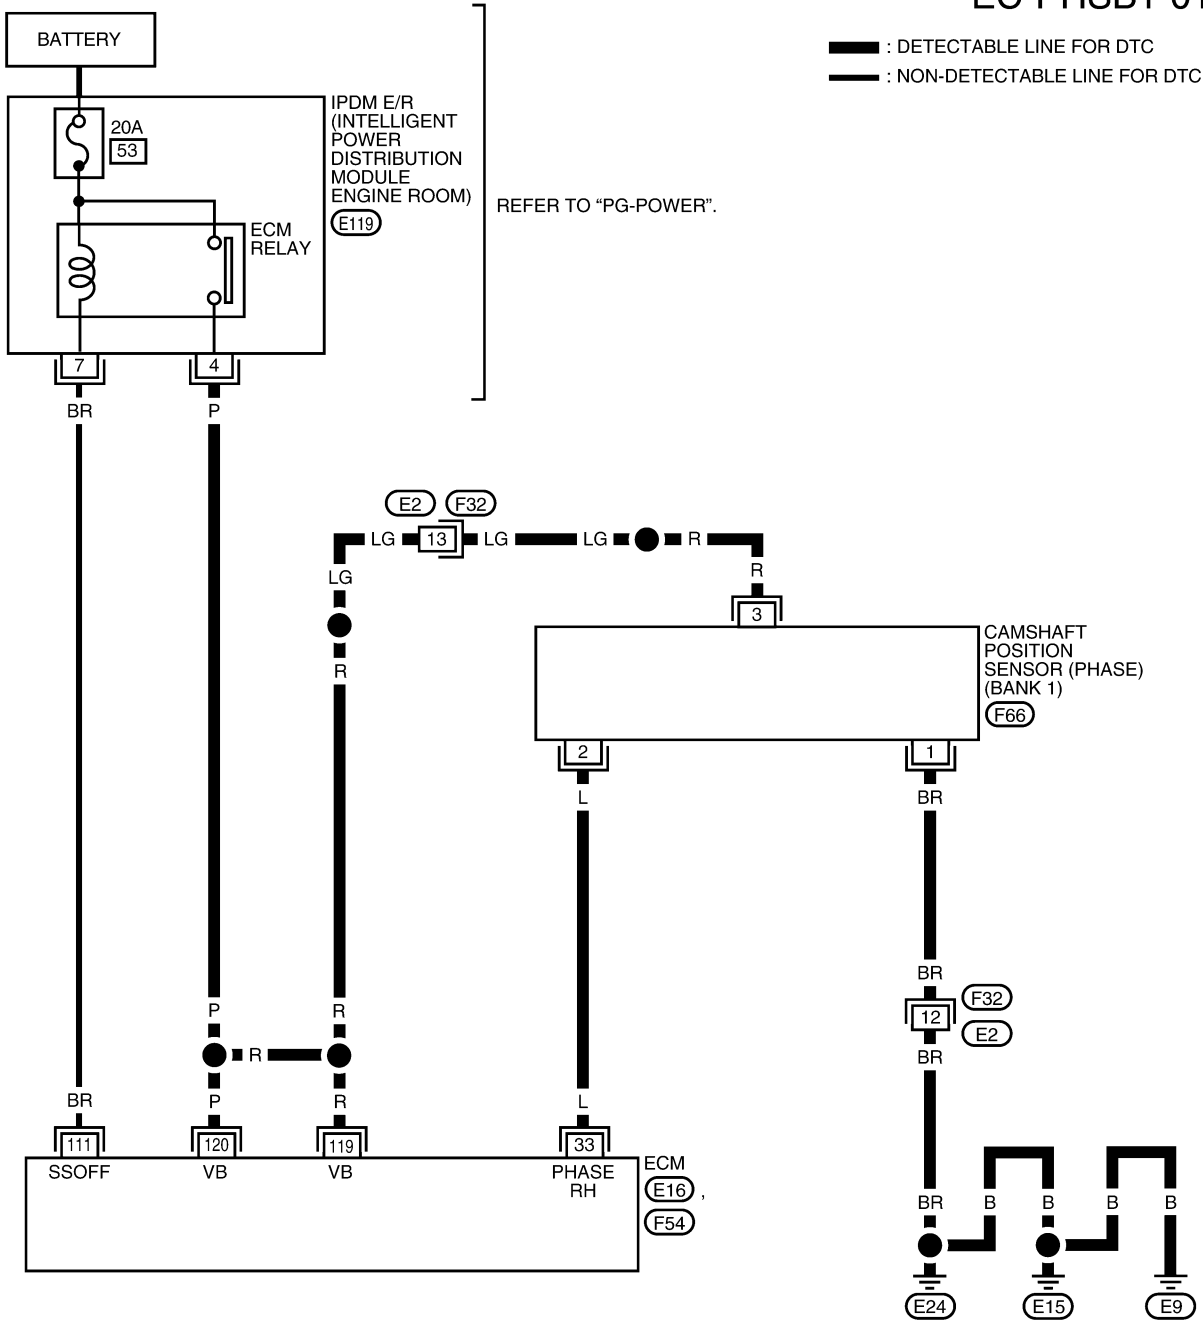 BATTERY
: DETECTABLE LINE FOR DTC
: NON-DETECTABLE LINE FOR DTC
20A
53
IPDM E/R
(INTELLIGENT
POWER
DISTRIBUTION
MODULE
ENGINE ROOM)
E119
REFER TO “PG-POWER”.
ECM
RELAY
7
4
BR
P
E2
F32
LG
13
LG
LG
R
LG
R
3
R
CAMSHAFT
POSITION
SENSOR (PHASE)
(BANK 1)
F66
2
1
L
BR
BR
F32
12
E2
P
R
R
BR
BR
P
R
L
111
120
119
33
SSOFF
VB
VB
PHASE
RH
ECM
E16 ,
F54
BR
B
B
B
B
E24
E15
E9